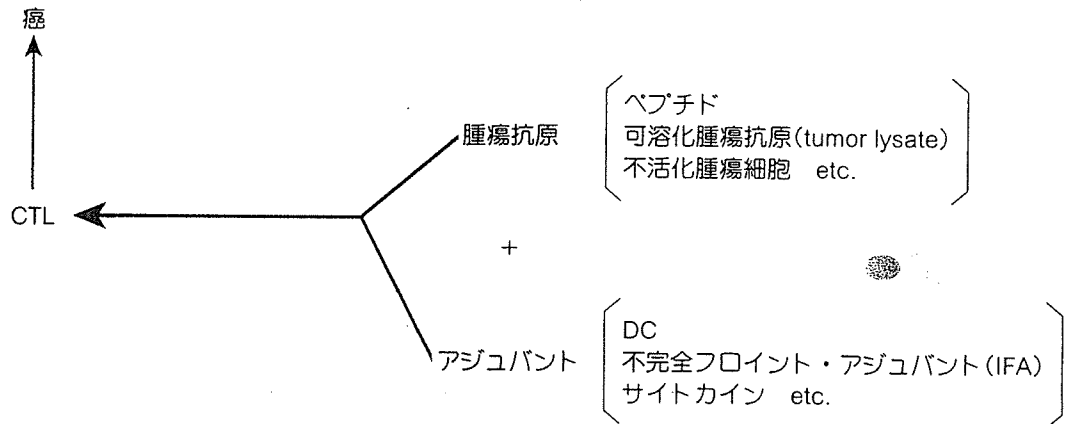 癌
腫瘍抗原
ペプチド
可溶化腫瘍抗原(tumor lysate)
不活化腫瘍細胞 etc.
CTL
+
アジュバント
DC
不完全フロイント・アジュバント(IFA)
サイトカイン etc.